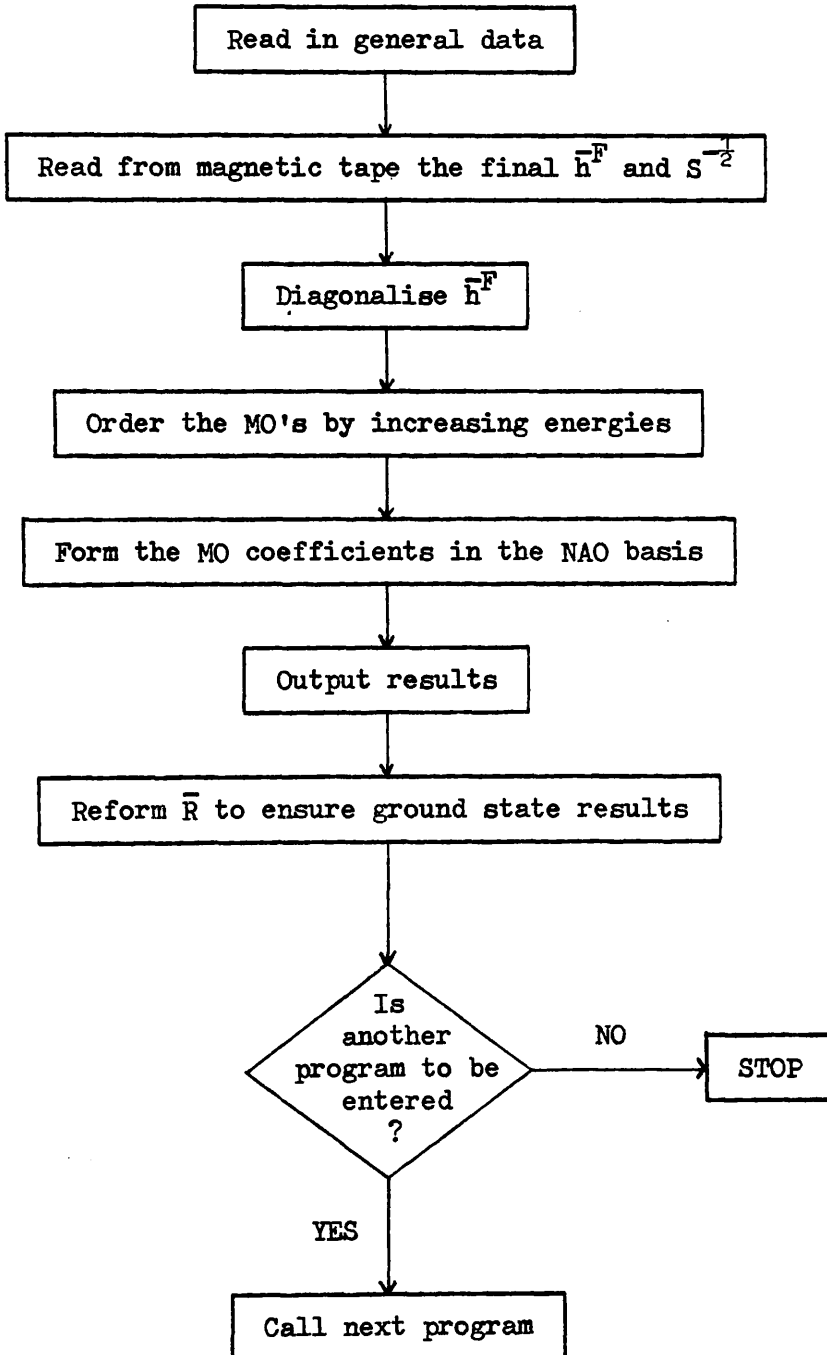 Read in general data
Read from magnetic tape the final h̄ᶠ and S^-½
Diagonalise h̄ᶠ
Order the MO's by increasing energies
Form the MO coefficients in the NAO basis
Output results
Reform R̄ to ensure ground state results
Is
another
program to be
entered
?
NO
STOP
YES
Call next program